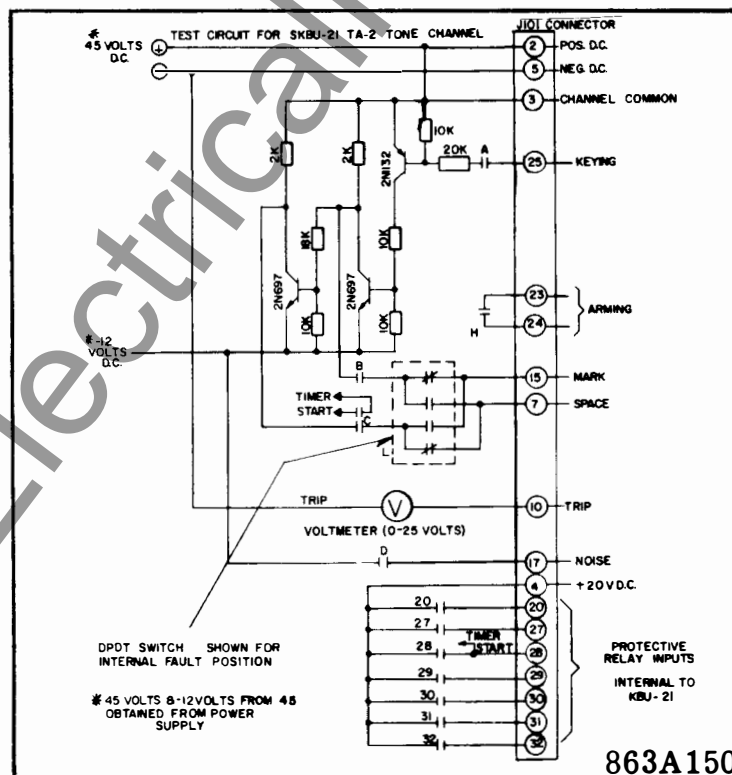 J101 CONNECTOR
* 45 VOLTS D.C.
TEST CIRCUIT FOR SKBU-21 TA-2 TONE CHANNEL
+
2
POS. D.C.
5
NEG. D.C.
3
CHANNEL COMMON
10K
2K
2K
2N1132
20K
A
25
KEYING
18K
10K
2N697
2N697
10K
10K
23
24
ARMING
H
* -12
VOLTS
D.C.
B
15
MARK
TIMER
START
7
SPACE
C
L
TRIP
V
10
TRIP
VOLTMETER (0-25 VOLTS)
D
17
NOISE
4
+20V D.C.
20
20
27
TIMER
START
27
28
28
29
29
30
30
31
31
32
32
PROTECTIVE
RELAY INPUTS
INTERNAL TO
KBU-21
DPDT SWITCH SHOWN FOR
INTERNAL FAULT POSITION
* 45 VOLTS 8-12VOLTS FROM 45
OBTAINED FROM POWER
SUPPLY
863A150
Electrical